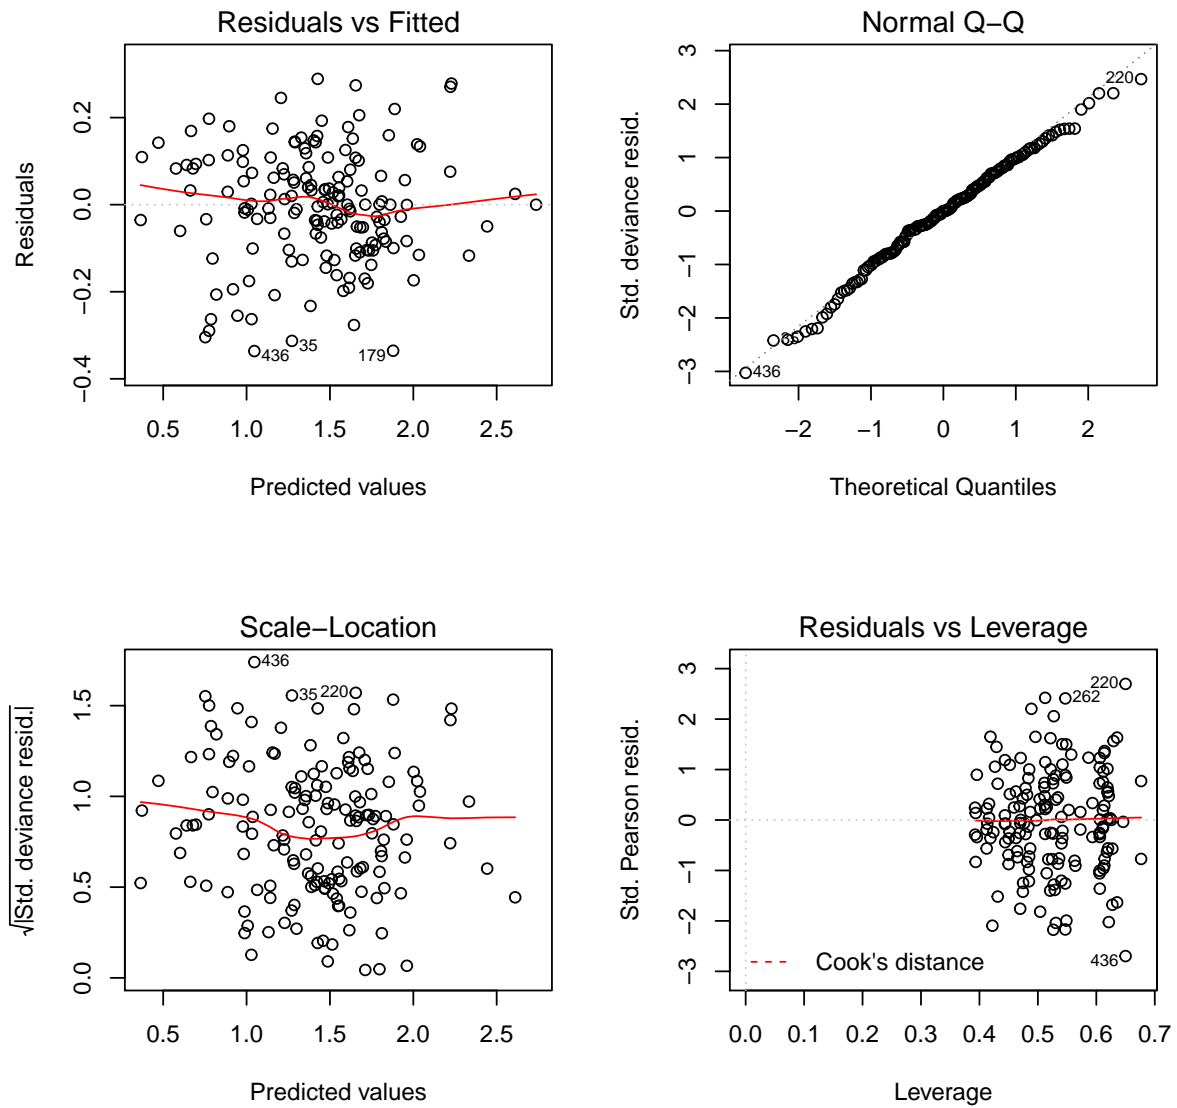 Residuals vs Fitted
Residuals
0.2
0.0
−0.2
−0.4
436
35
179
0.5 1.0 1.5 2.0 2.5
Predicted values
Normal Q−Q
Std. deviance resid.
3
2
1
0
−1
−2
−3
220
436
−2 −1 0 1 2
Theoretical Quantiles
Scale−Location
√|Std. deviance resid.|
1.5
1.0
0.5
0.0
436
35
220
0.5 1.0 1.5 2.0 2.5
Predicted values
Residuals vs Leverage
Std. Pearson resid.
3
2
1
0
−1
−2
−3
220
262
436
Cook's distance
0.0 0.1 0.2 0.3 0.4 0.5 0.6 0.7
Leverage